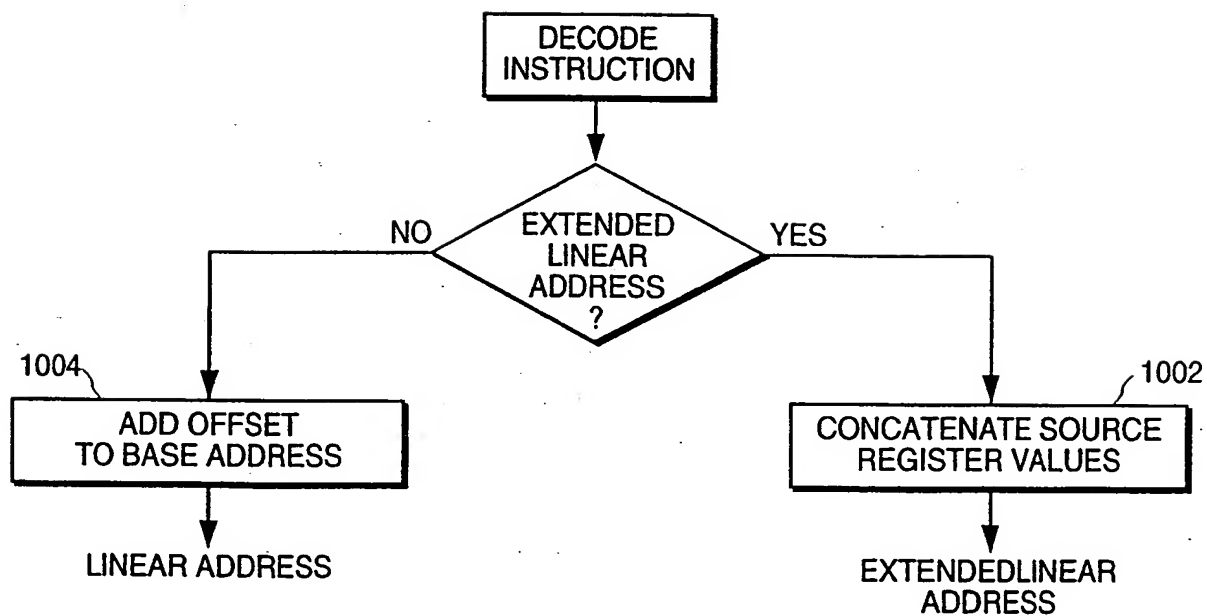 DECODE
INSTRUCTION
NO
EXTENDED
LINEAR
ADDRESS
?
YES
1004
ADD OFFSET
TO BASE ADDRESS
LINEAR ADDRESS
1002
CONCATENATE SOURCE
REGISTER VALUES
EXTENDEDLINEAR
ADDRESS